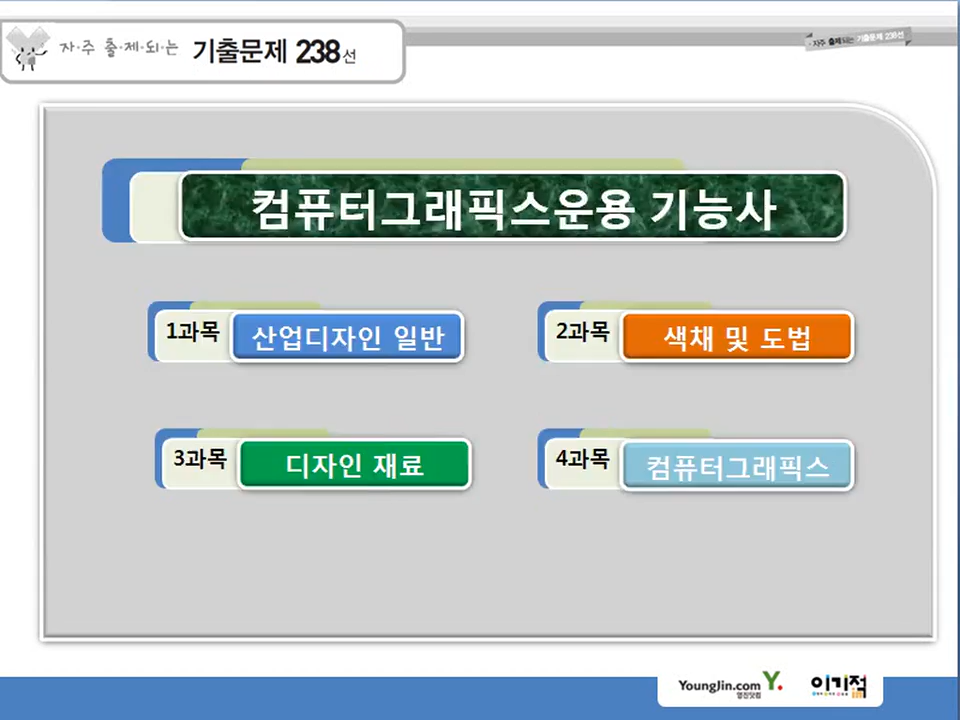 자·주 출·제·되·는 기출문제 238선
자주 출제되는 기출문제 238선
컴퓨터그래픽스운용 기능사
1과목 산업디자인 일반
2과목 색채 및 도법
3과목 디자인 재료
4과목 컴퓨터그래픽스
YoungJin.com Y.
영진닷컴
이기적